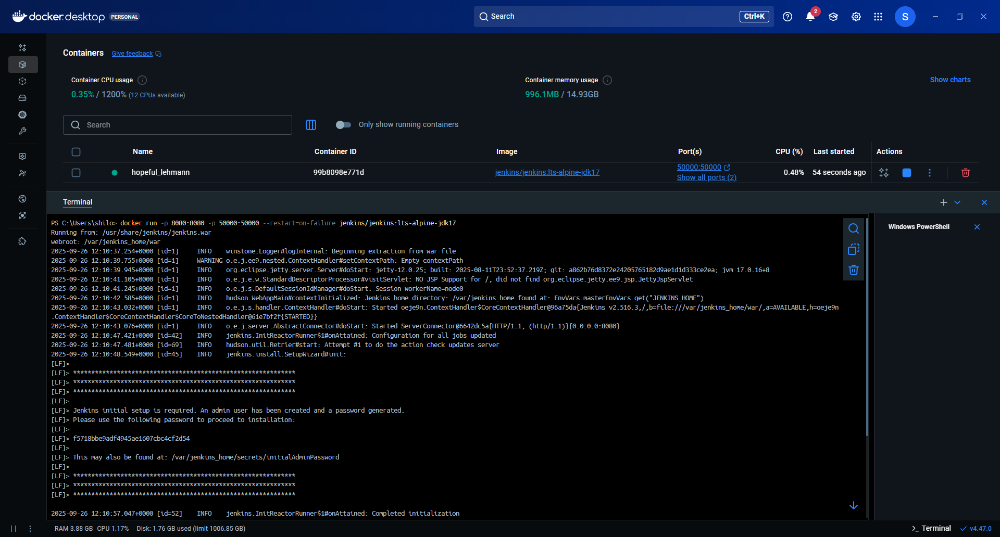 docker.desktop PERSONAL
Search Ctrl+K
2
S
Containers Give feedback
Container CPU usage
0.35% / 1200% (12 CPUs available)
Container memory usage
996.1MB / 14.93GB
Show charts
Search
Only show running containers
Name Container ID Image Port(s) CPU (%) Last started Actions
hopeful_lehmann 99b8098e771d jenkins/jenkins:lts-alpine-jdk17 50000:50000 0.48% 54 seconds ago
Show all ports (2)
Terminal
PS C:\Users\shilo> docker run -p 8080:8080 -p 50000:50000 --restart=on-failure jenkins/jenkins:lts-alpine-jdk17
Running from: /usr/share/jenkins/jenkins.war
webroot: /var/jenkins_home/war
2025-09-26 12:10:37.254+0000 [id=1] INFO winstone.Logger#logInternal: Beginning extraction from war file
2025-09-26 12:10:39.755+0000 [id=1] WARNING o.e.j.ee9.nested.ContextHandler#setContextPath: Empty contextPath
2025-09-26 12:10:39.945+0000 [id=1] INFO org.eclipse.jetty.server.Server#doStart: jetty-12.0.25; built: 2025-08-11T23:52:37.219Z; git: a862b76d8372e24205765182d9ae1d1d333ce2ea; jvm 17.0.16+8
2025-09-26 12:10:41.105+0000 [id=1] INFO o.e.j.e.w.StandardDescriptorProcessor#visitServlet: NO JSP Support for /, did not find org.eclipse.jetty.ee9.jsp.JettyJspServlet
2025-09-26 12:10:41.245+0000 [id=1] INFO o.e.j.s.DefaultSessionIdManager#doStart: Session workerName=node0
2025-09-26 12:10:42.585+0000 [id=1] INFO hudson.WebAppMain#contextInitialized: Jenkins home directory: /var/jenkins_home found at: EnvVars.masterEnvVars.get("JENKINS_HOME")
2025-09-26 12:10:43.032+0000 [id=1] INFO o.e.j.s.handler.ContextHandler#doStart: Started oeje9n.ContextHandler$CoreContextHandler@96a75da{Jenkins v2.516.3,/,b=file:///var/jenkins_home/war/,a=AVAILABLE,h=oeje9n
.ContextHandler$CoreContextHandler$CoreToNestedHandler@61e7bf2f{STARTED}}
2025-09-26 12:10:43.076+0000 [id=1] INFO o.e.j.server.AbstractConnector#doStart: Started ServerConnector@6642dc5a{HTTP/1.1, (http/1.1)}{0.0.0.0:8080}
2025-09-26 12:10:47.421+0000 [id=42] INFO jenkins.InitReactorRunner$1#onAttained: Configuration for all jobs updated
2025-09-26 12:10:47.481+0000 [id=69] INFO hudson.util.Retrier#start: Attempt #1 to do the action check updates server
2025-09-26 12:10:48.549+0000 [id=45] INFO jenkins.install.SetupWizard#init:
[LF]>
[LF]> *************************************************************
[LF]> *************************************************************
[LF]> *************************************************************
[LF]>
[LF]> Jenkins initial setup is required. An admin user has been created and a password generated.
[LF]> Please use the following password to proceed to installation:
[LF]>
[LF]> f5718bbe9adf4945ae1607cbc4cf2d54
[LF]>
[LF]> This may also be found at: /var/jenkins_home/secrets/initialAdminPassword
[LF]>
[LF]> *************************************************************
[LF]> *************************************************************
[LF]> *************************************************************
2025-09-26 12:10:57.047+0000 [id=52] INFO jenkins.InitReactorRunner$1#onAttained: Completed initialization
Windows PowerShell
RAM 3.88 GB CPU 1.17% Disk: 1.76 GB used (limit 1006.85 GB)
Terminal v4.47.0